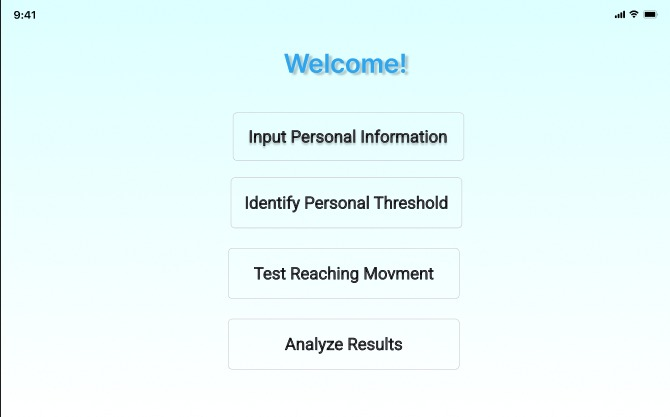 9:41
Welcome!
Input Personal Information
Identify Personal Threshold
Test Reaching Movment
Analyze Results